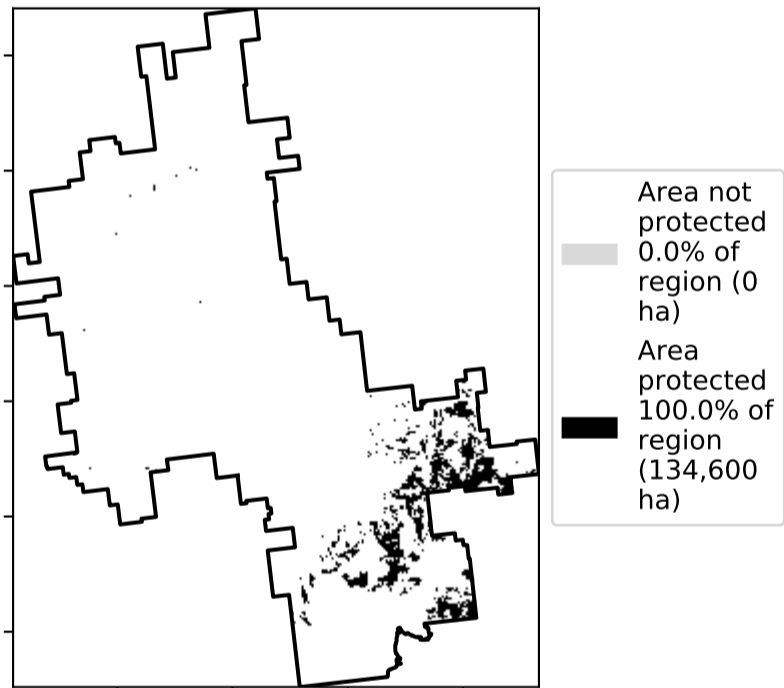 Area not
protected
0.0% of
region (0
ha)
Area
protected
100.0% of
region
(134,600
ha)